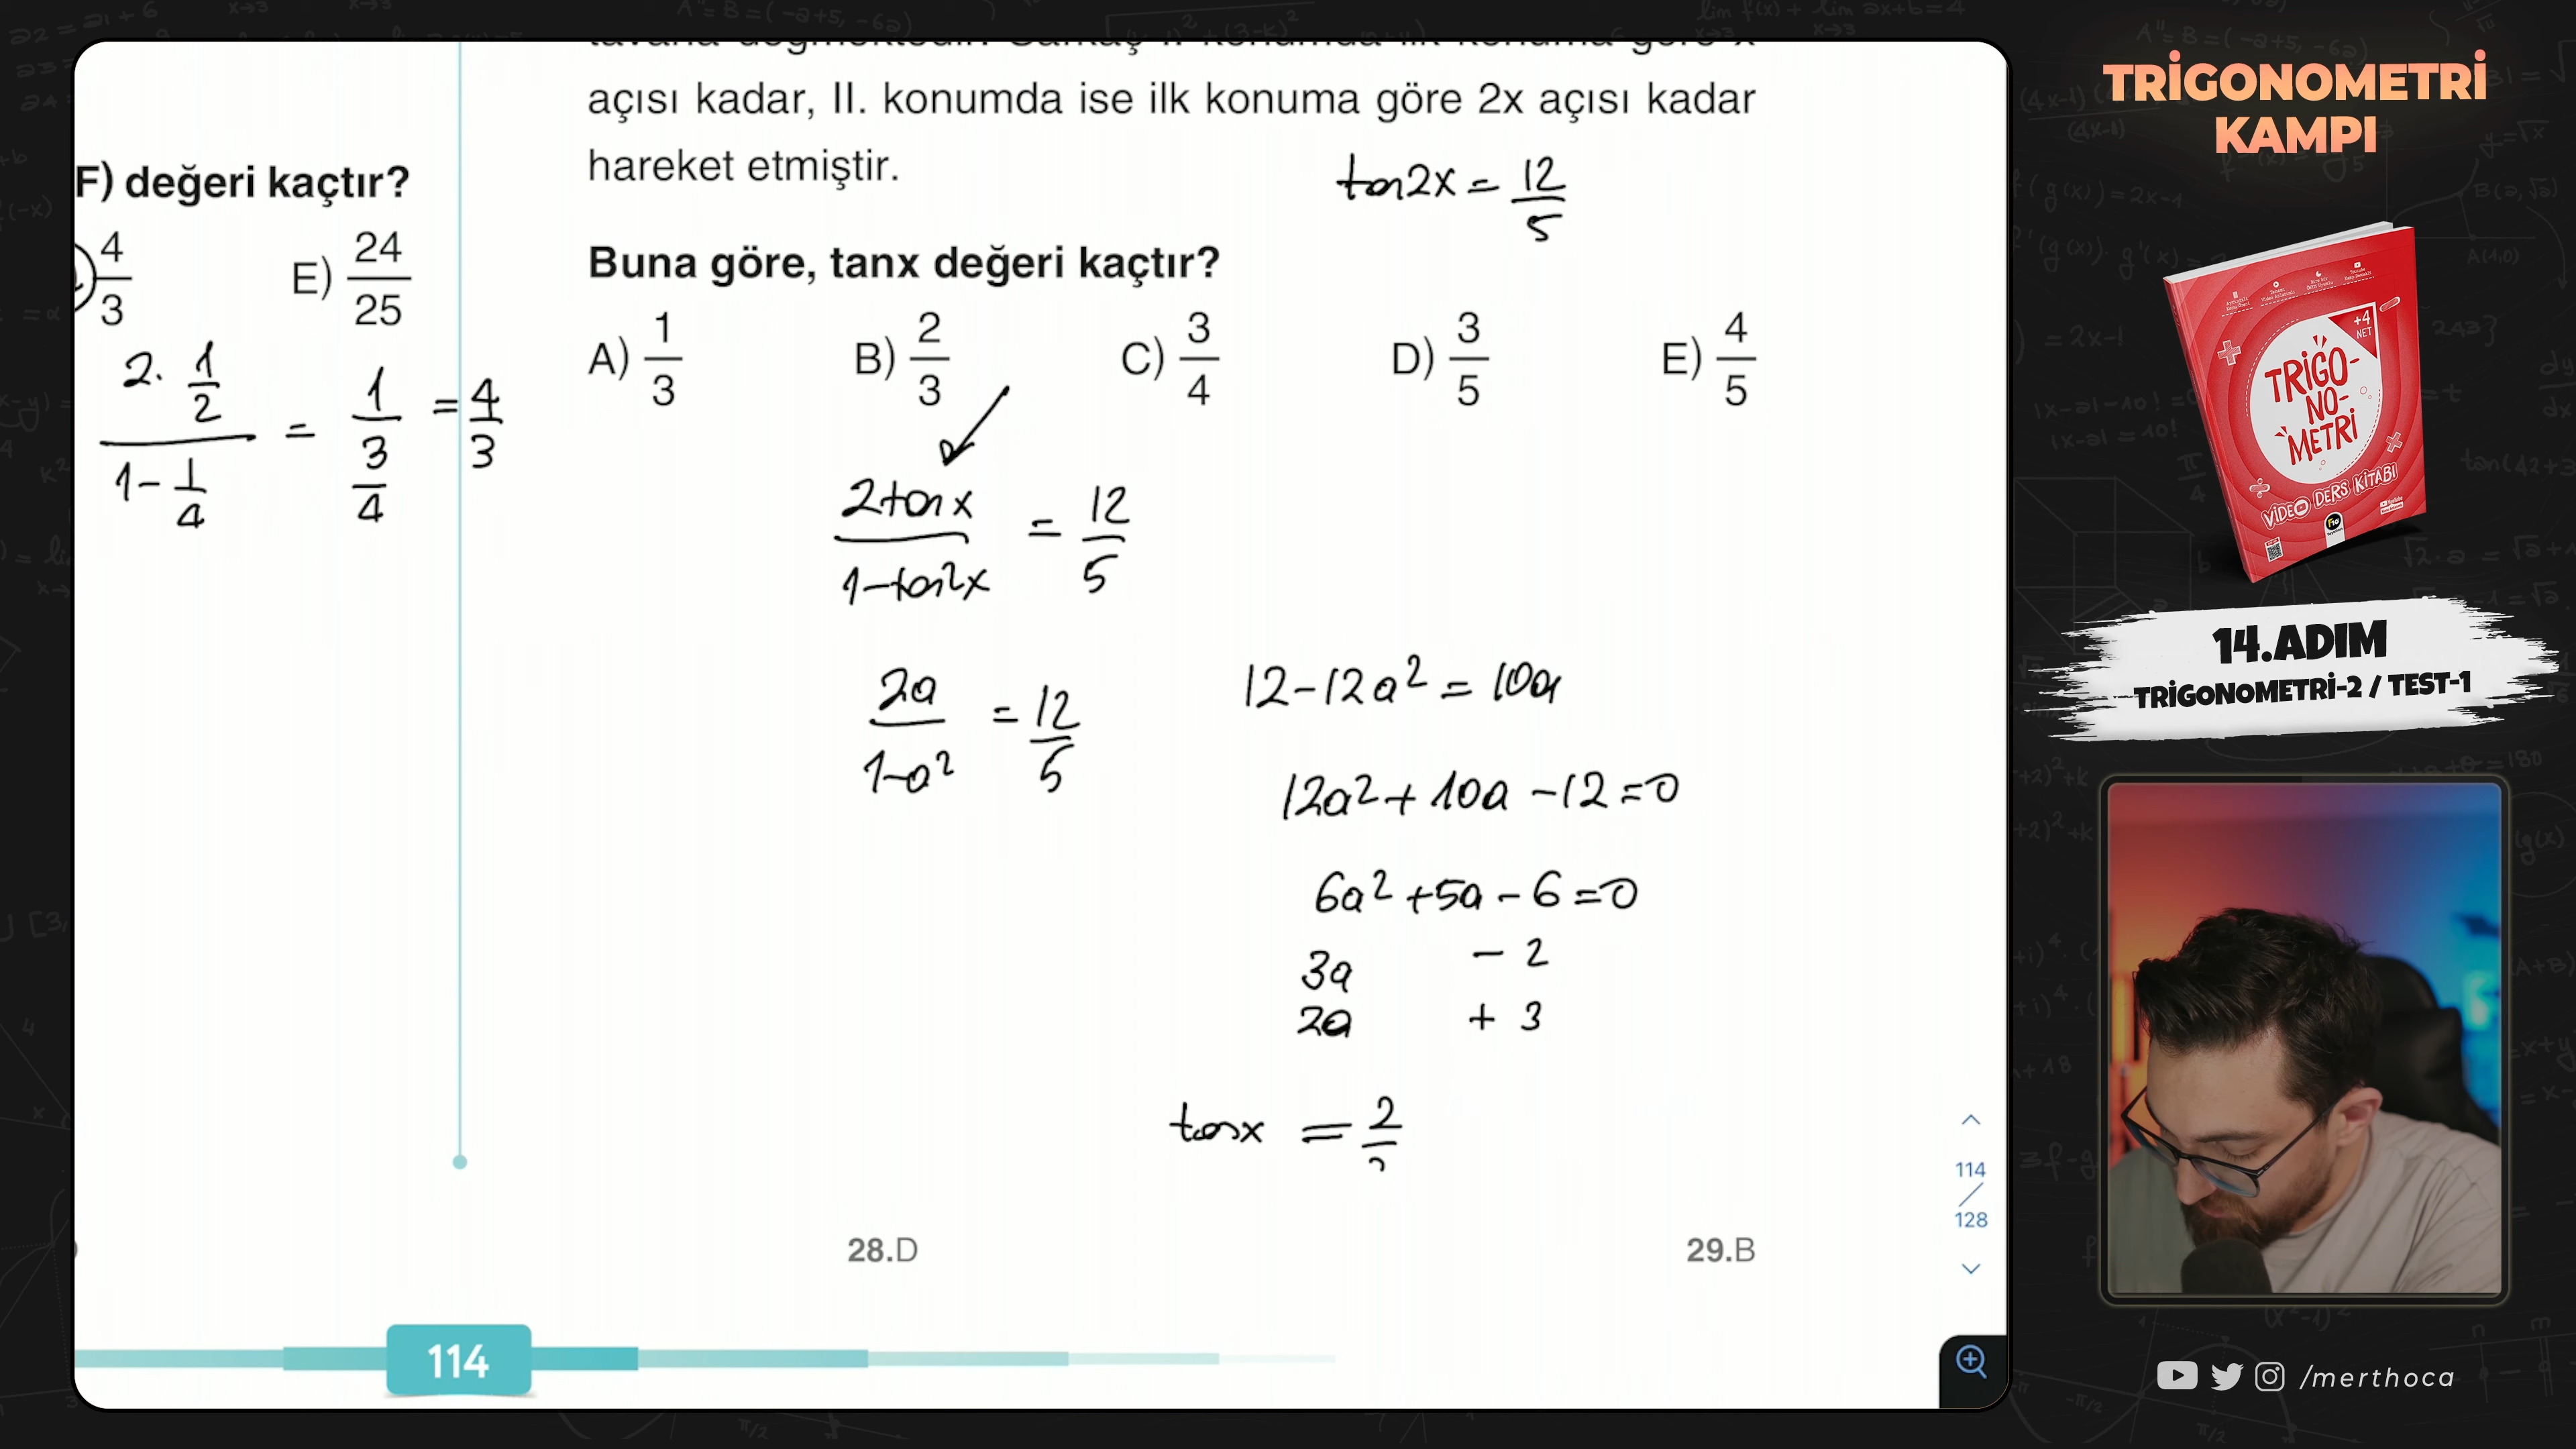 açısı kadar, II. konumda ise ilk konuma göre 2x açısı kadar
hareket etmiştir.
tan2x = 12/5
Buna göre, tanx değeri kaçtır?
A) 1/3 B) 2/3 C) 3/4 D) 3/5 E) 4/5
F) değeri kaçtır?
4/3 E) 24/25
2. 1/2 / 1 - 1/4 = 1 / 3/4 = 4/3
2tanx / 1-tan²x = 12/5
2a / 1-a² = 12/5
12-12a² = 10a
12a² + 10a - 12 = 0
6a² + 5a - 6 = 0
3a - 2
2a + 3
tanx = 2
28.D
29.B
114
114
128
TRİGONOMETRİ
KAMPI
+4
NET
TRİGO-
NO-
METRİ
VİDEO DERS KİTABI
14.ADIM
TRİGONOMETRİ-2 / TEST-1
/merthoca